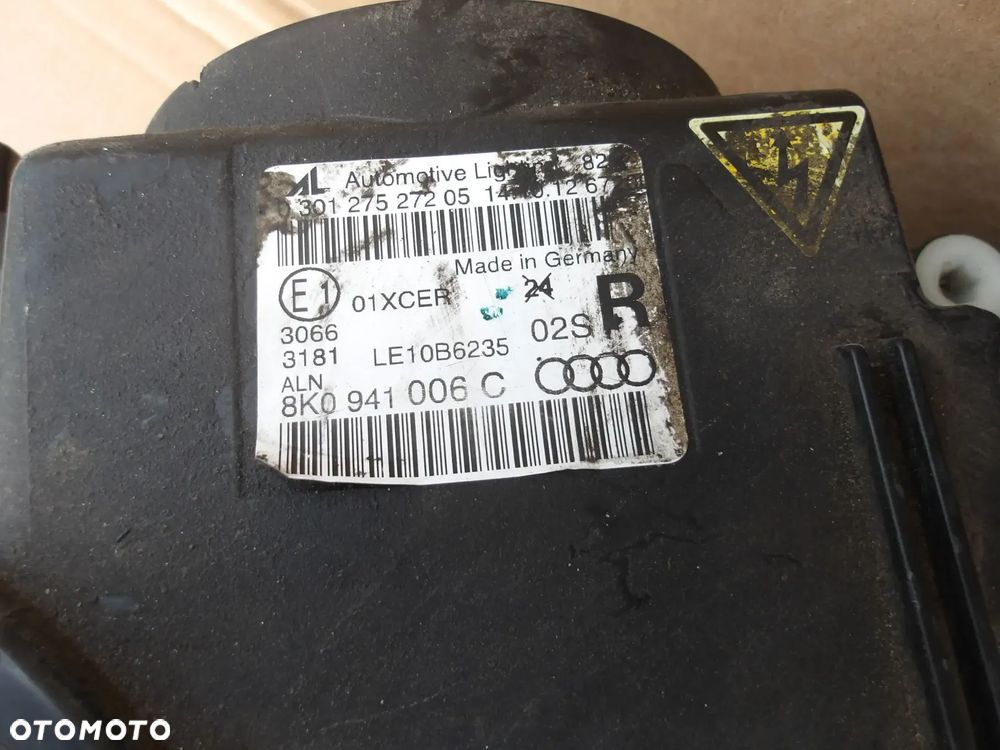 AL Automotive
301 275 272 05
Made in Germany
E1 01XCER 24 R
3066
3181 LE10B6235 02S
ALN
8K0 941 006 C
OTOMOTO